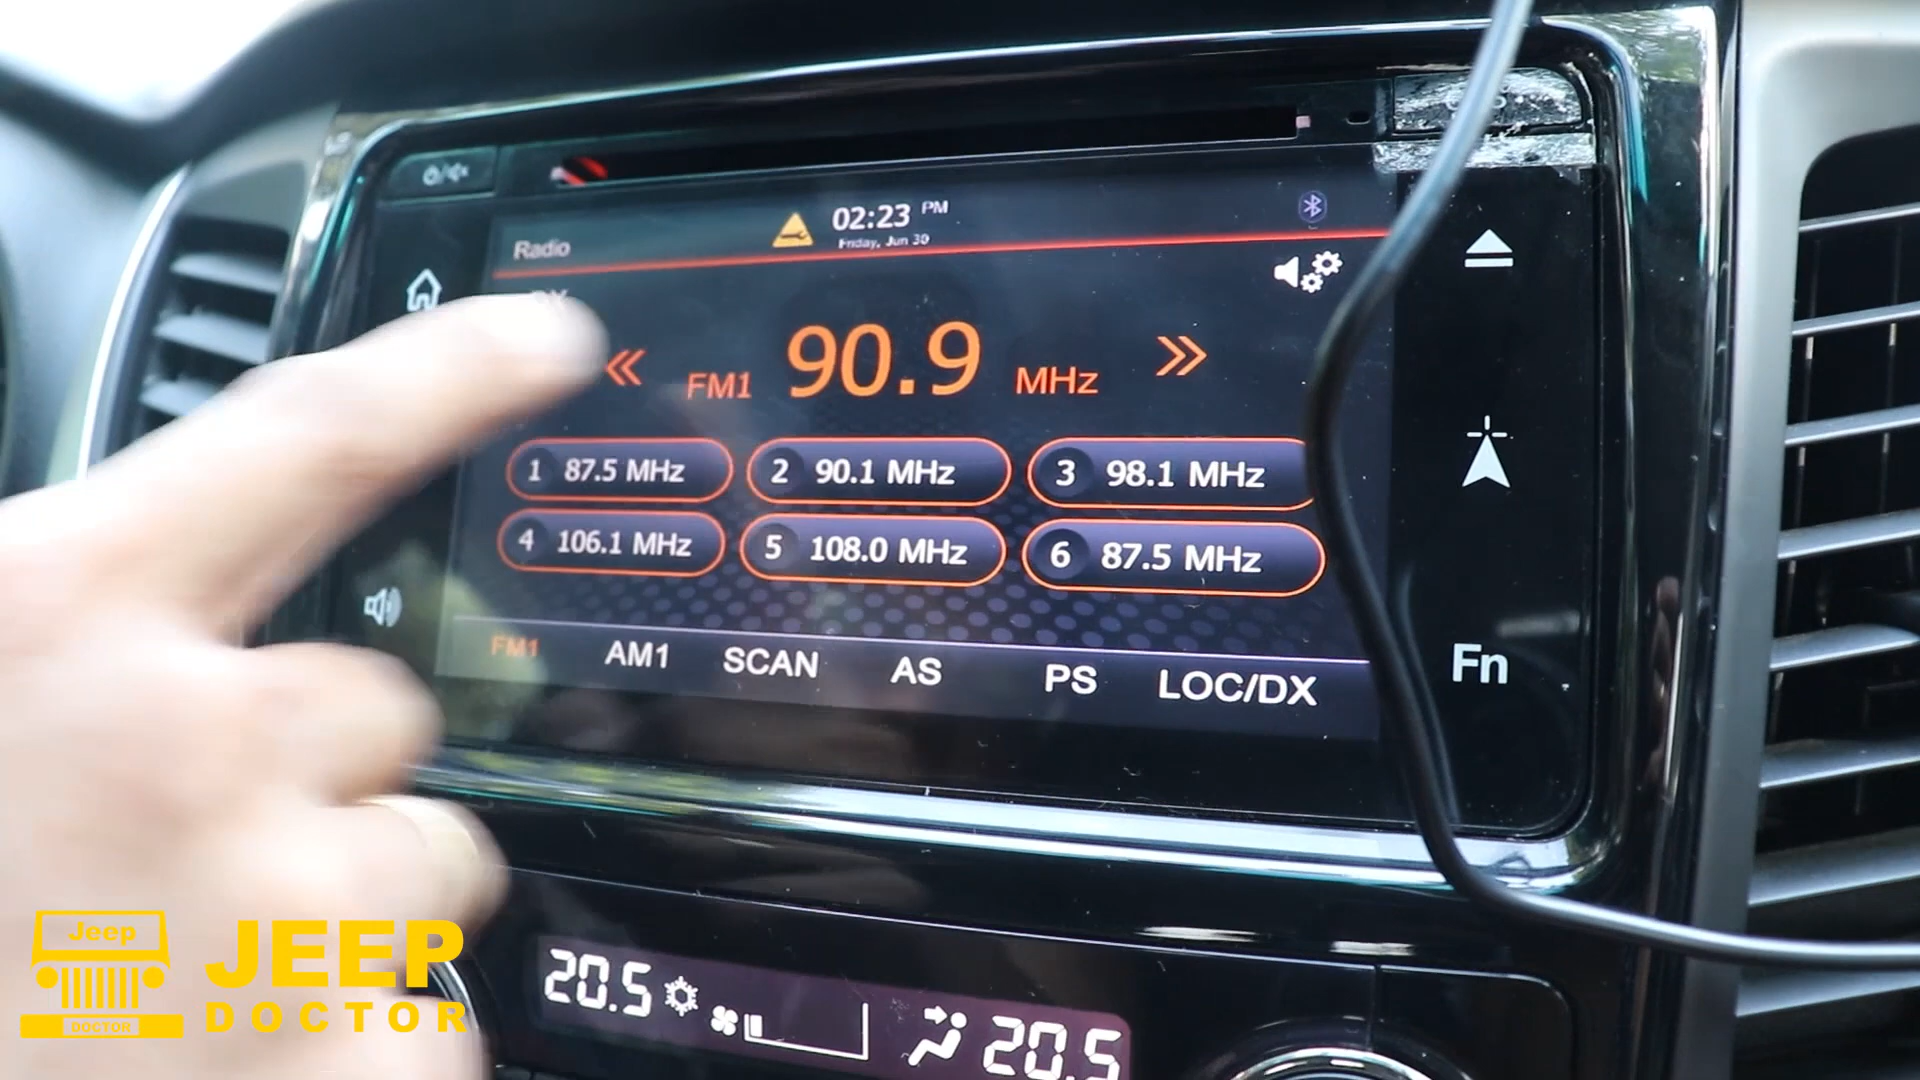 02:23 PM
Radio
Friday, Jun 30
DX
FM1 90.9 MHz
1 87.5 MHz
2 90.1 MHz
3 98.1 MHz
4 106.1 MHz
5 108.0 MHz
6 87.5 MHz
FM1 AM1 SCAN AS PS LOC/DX
Fn
20.5 20.5
Jeep
DOCTOR
JEEP
DOCTOR